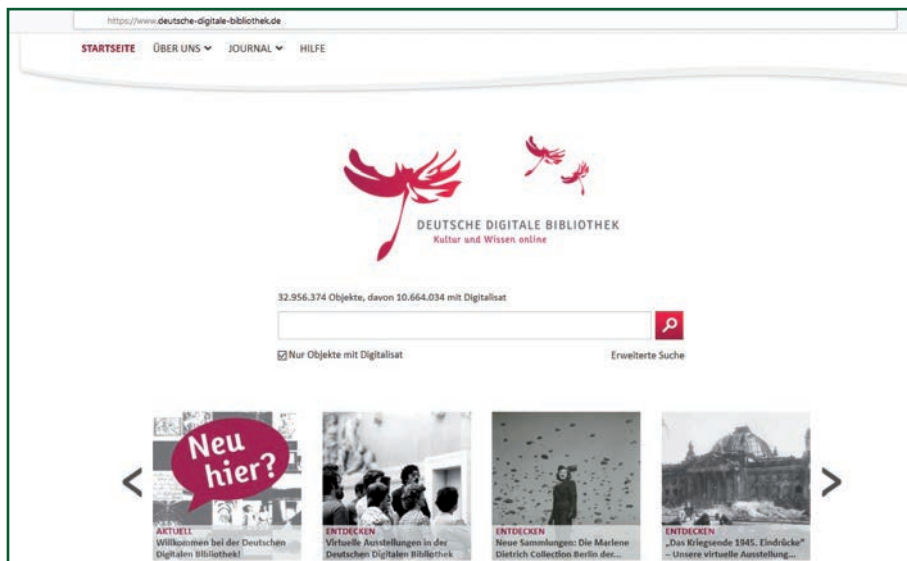 https://www.deutsche-digitale-bibliothek.de
STARTSEITE ÜBER UNS JOURNAL HILFE
DEUTSCHE DIGITALE BIBLIOTHEK
Kultur und Wissen online
32.956.374 Objekte, davon 10.664.034 mit Digitalisat
Nur Objekte mit Digitalisat Erweiterte Suche
Neu
hier?
AKTUELL
Willkommen bei der Deutschen
Digitalen Bibliothek!
ENTDECKEN
Virtuelle Ausstellungen in der
Deutschen Digitalen Bibliothek
ENTDECKEN
Neue Sammlungen: Die Marlene
Dietrich Collection Berlin der...
ENTDECKEN
„Das Kriegsende 1945. Eindrücke“
– Unsere virtuelle Ausstellung...